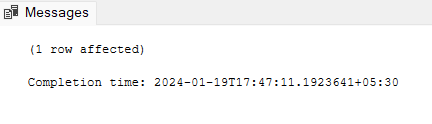 Messages
(1 row affected)
Completion time: 2024-01-19T17:47:11.1923641+05:30